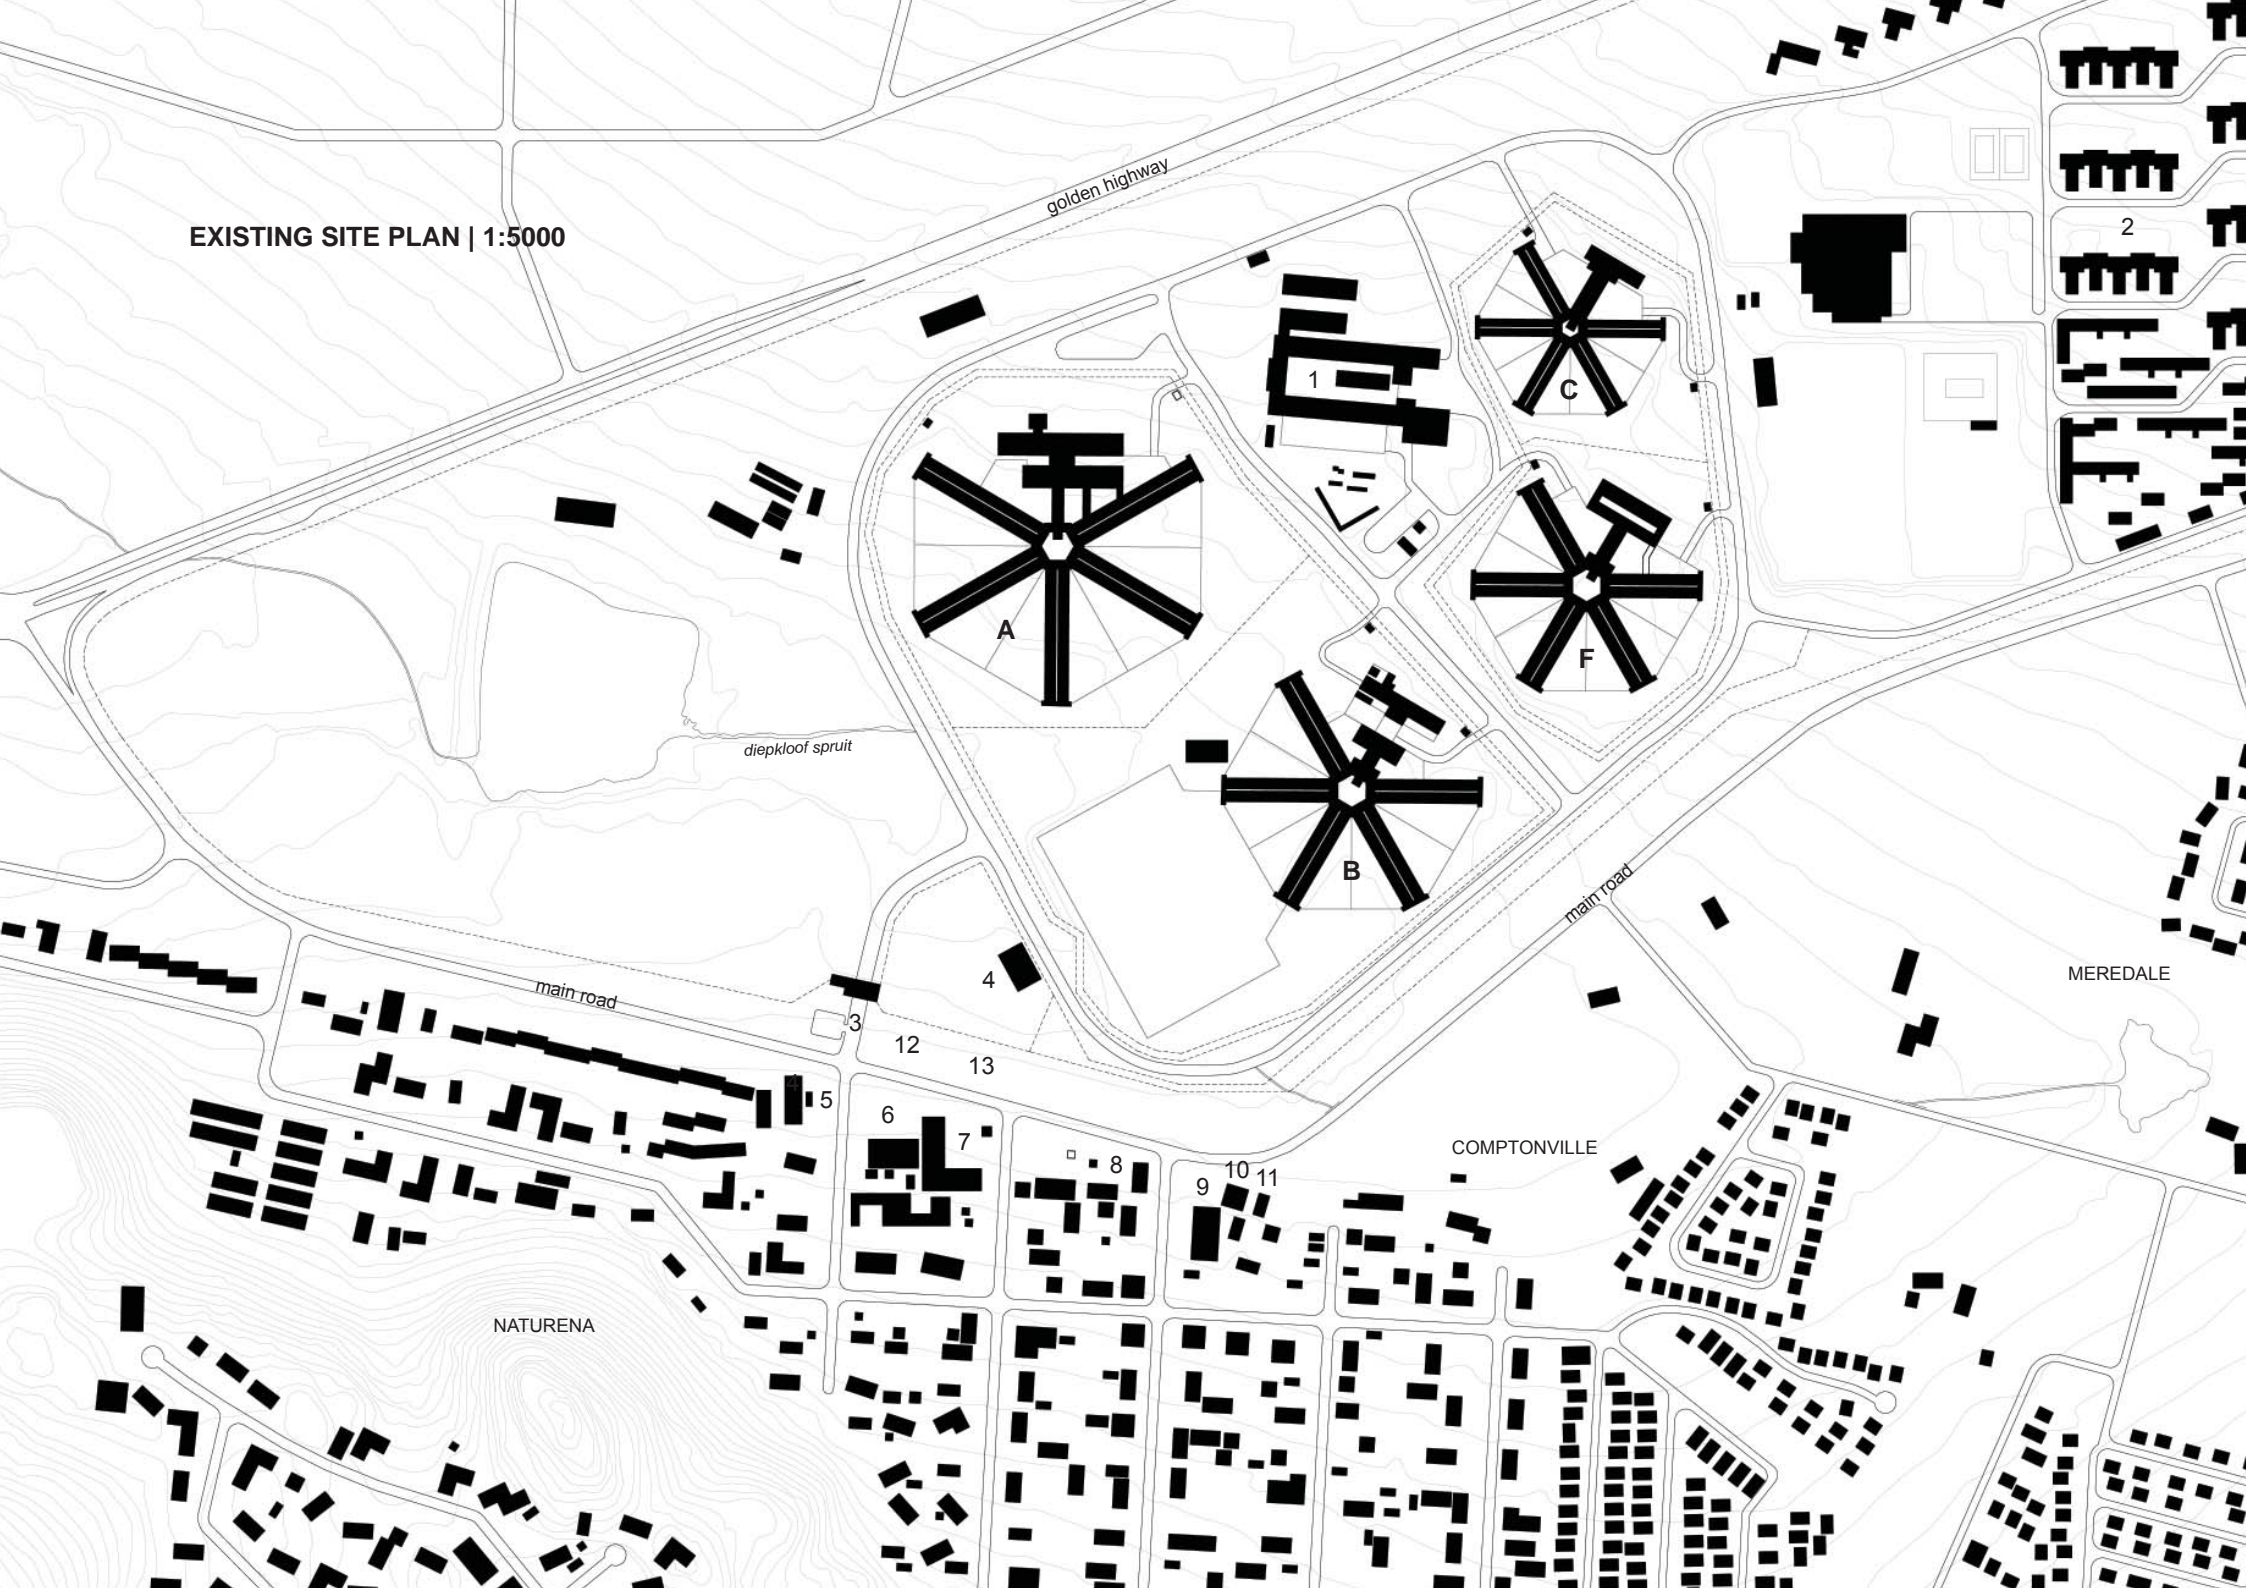 golden highway
EXISTING SITE PLAN | 1:5000
2
1
C
A
F
diepkloof spruit
B
main road
MEREDALE
4
main road
3
12
13
4
5
6
7
COMPTONVILLE
8
10
11
9
NATURENA